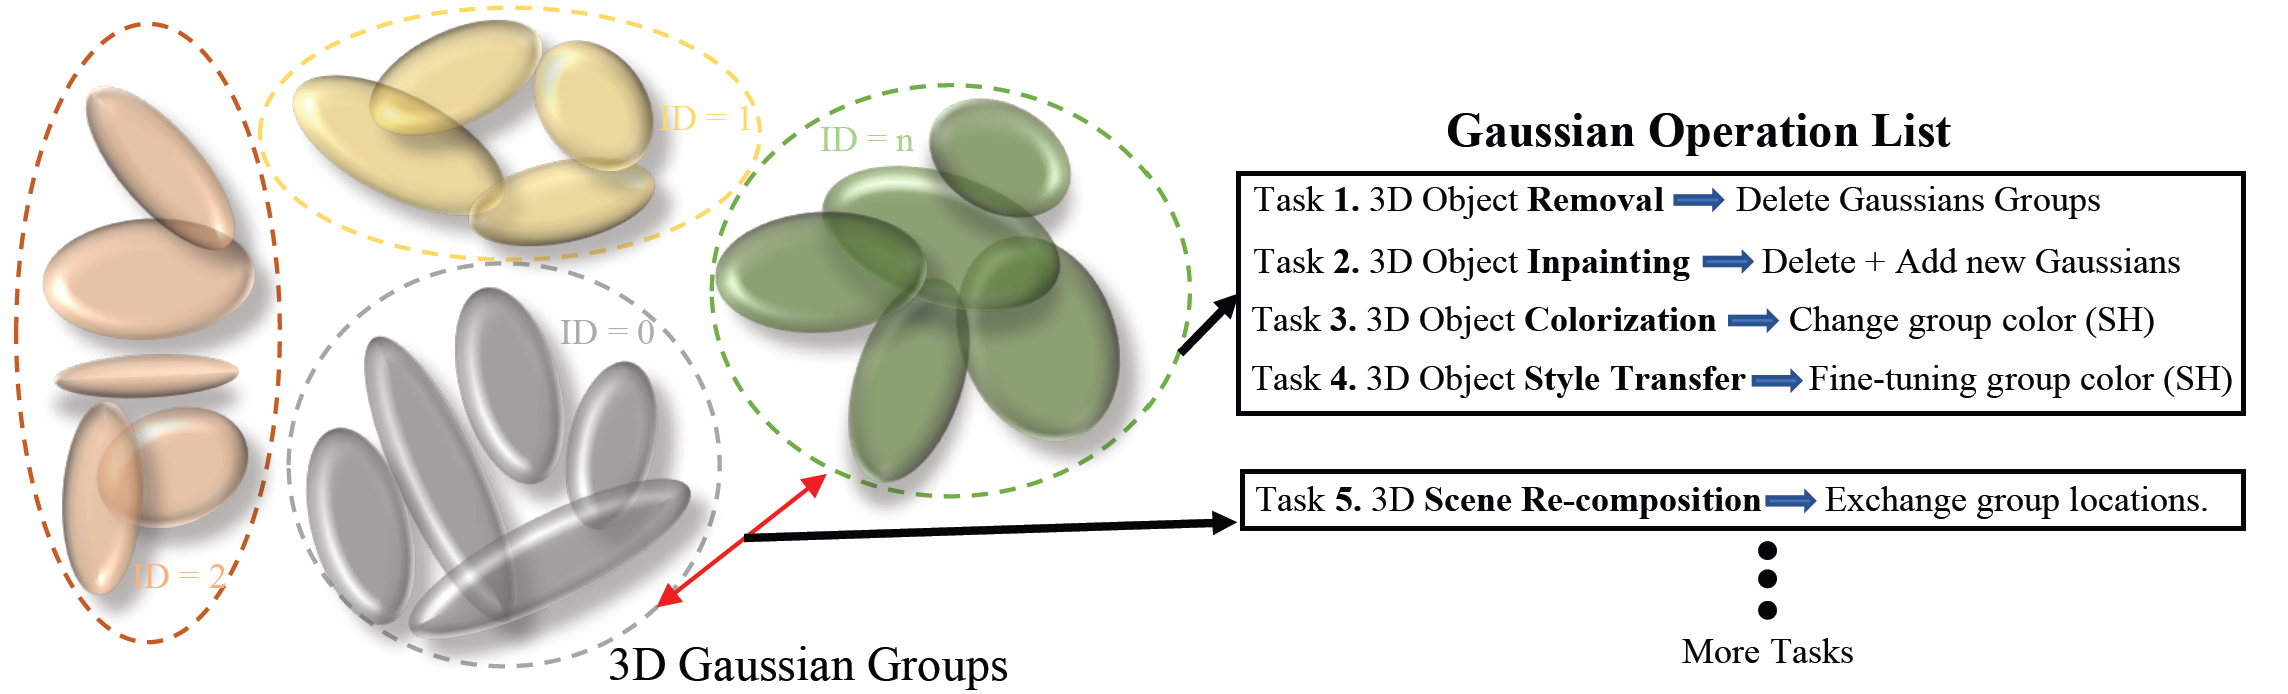 ID = 1
ID = n
ID = 0
ID = 2
3D Gaussian Groups
Gaussian Operation List
Task 1. 3D Object Removal Delete Gaussians Groups
Task 2. 3D Object Inpainting Delete + Add new Gaussians
Task 3. 3D Object Colorization Change group color (SH)
Task 4. 3D Object Style Transfer Fine-tuning group color (SH)
Task 5. 3D Scene Re-composition Exchange group locations.
More Tasks